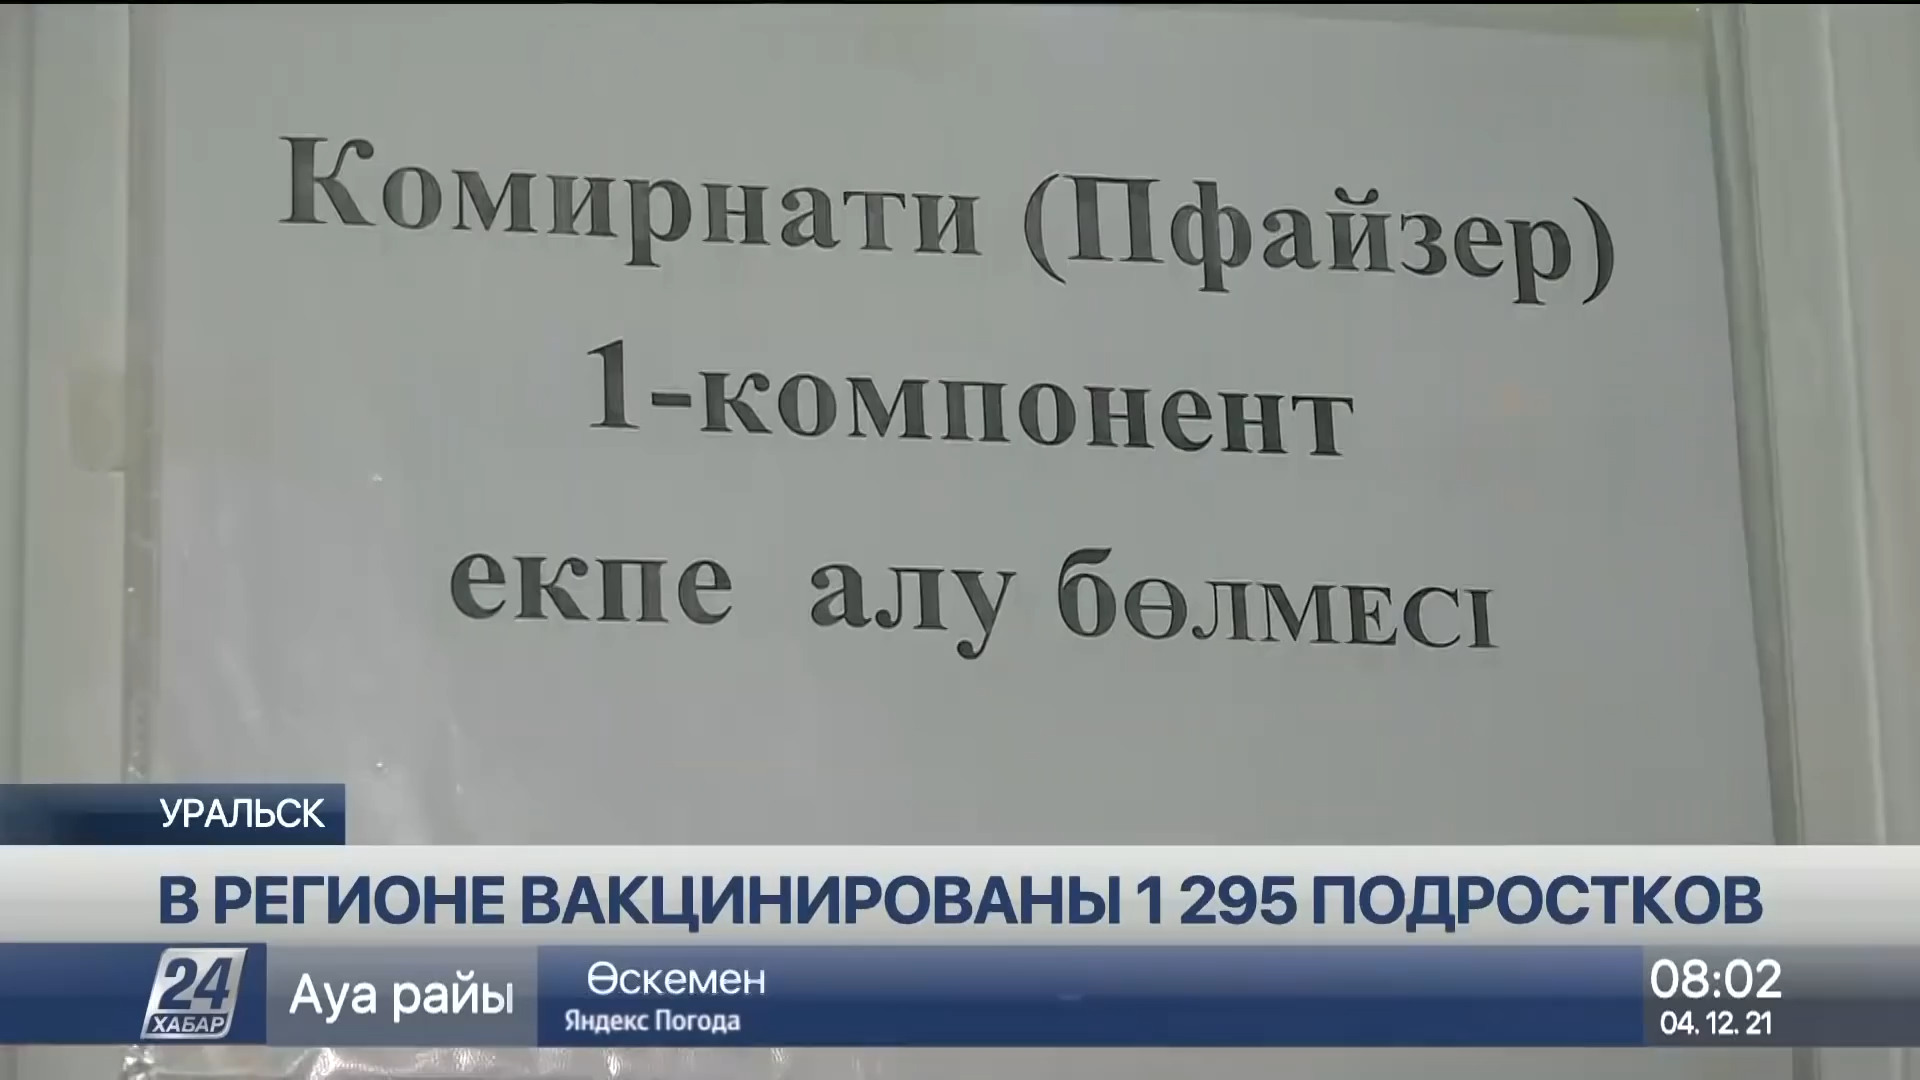 Комирнати (Пфайзер)
1-компонент
екпе алу бөлмесі
УРАЛЬСК
В РЕГИОНЕ ВАКЦИНИРОВАНЫ 1 295 ПОДРОСТКОВ
24
ХАБАР
Ауа райы
Өскемен
Яндекс Погода
08:02
04. 12. 21